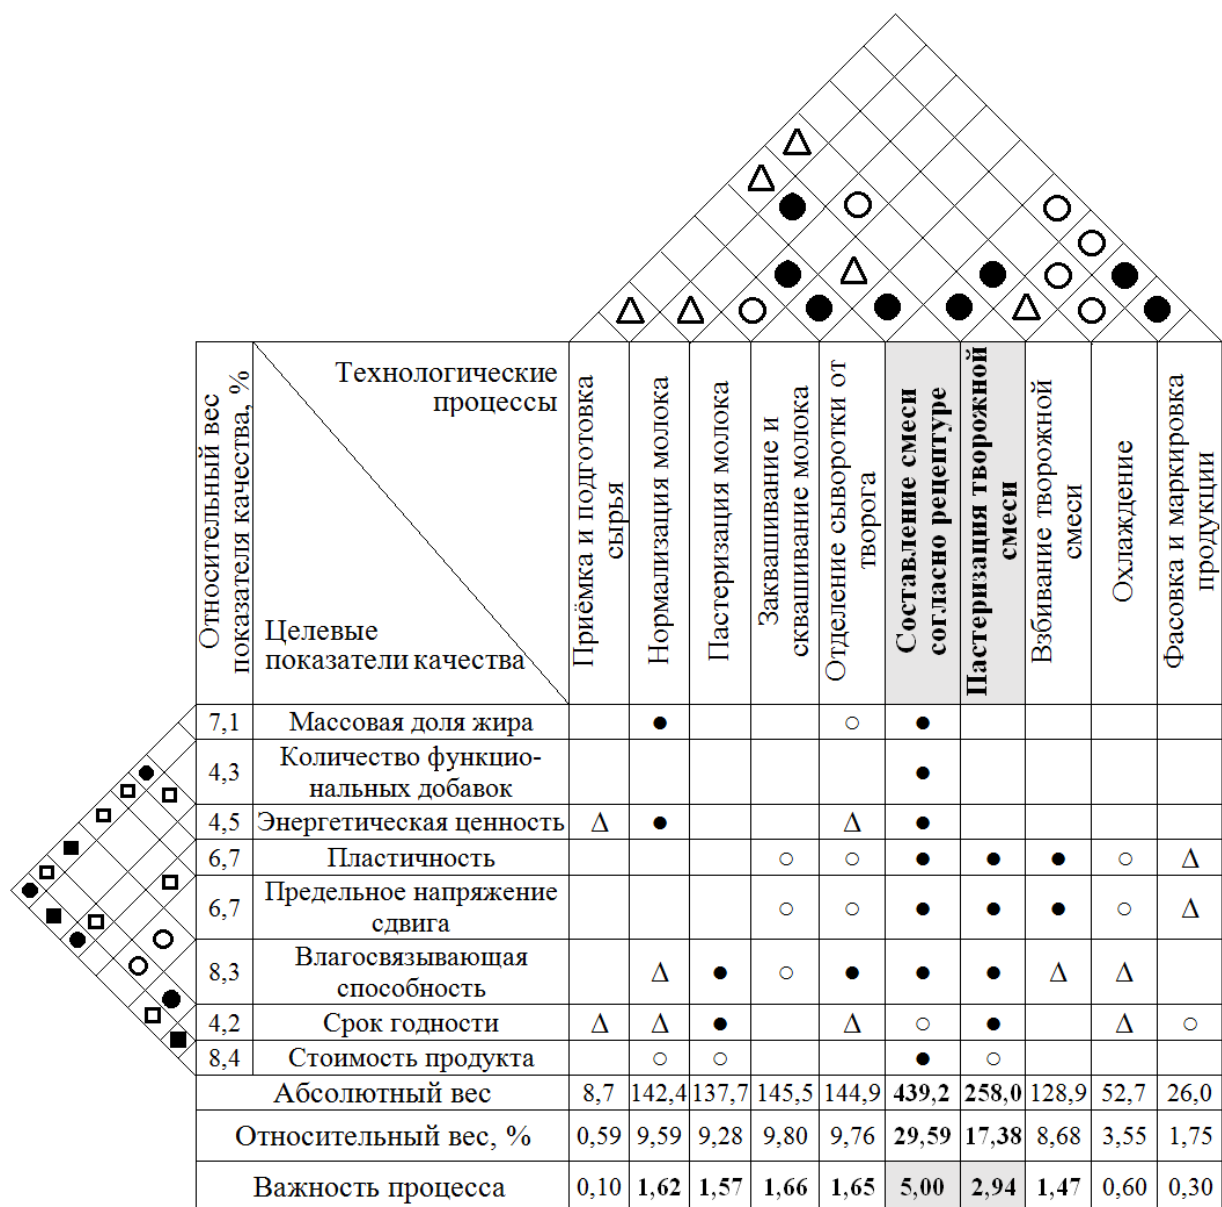 Относительный вес
показателя качества, %
Технологические
процессы
Целевые
показатели качества
Приёмка и подготовка
сырья
Нормализация молока
Пастеризация молока
Заквашивание и
сквашивание молока
Отделение сыворотки от
творога
Составление смеси
согласно рецептуре
Пастеризация творожной
смеси
Взбивание творожной
смеси
Охлаждение
Фасовка и маркировка
продукции
7,1 Массовая доля жира ● ○ ●
4,3 Количество функцио-
нальных добавок ●
4,5 Энергетическая ценность Δ ● Δ ●
6,7 Пластичность ○ ○ ● ● ● ○ Δ
6,7 Предельное напряжение
сдвига ○ ○ ● ● ● ○ Δ
8,3 Влагосвязывающая
способность Δ ● ○ ● ● ● Δ Δ
4,2 Срок годности Δ Δ ● Δ ○ ● Δ ○
8,4 Стоимость продукта ○ ○ ● ○
Абсолютный вес 8,7 142,4 137,7 145,5 144,9 439,2 258,0 128,9 52,7 26,0
Относительный вес, % 0,59 9,59 9,28 9,80 9,76 29,59 17,38 8,68 3,55 1,75
Важность процесса 0,10 1,62 1,57 1,66 1,65 5,00 2,94 1,47 0,60 0,30